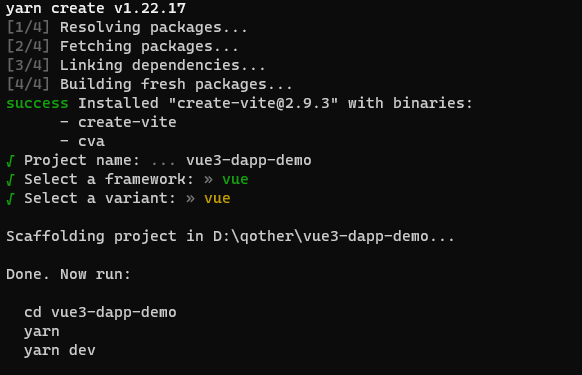 yarn create v1.22.17
[1/4] Resolving packages...
[2/4] Fetching packages...
[3/4] Linking dependencies...
[4/4] Building fresh packages...
success Installed "create-vite@2.9.3" with binaries:
- create-vite
- cva
√ Project name: ... vue3-dapp-demo
√ Select a framework: » vue
√ Select a variant: » vue
Scaffolding project in D:\qother\vue3-dapp-demo...
Done. Now run:
cd vue3-dapp-demo
yarn
yarn dev